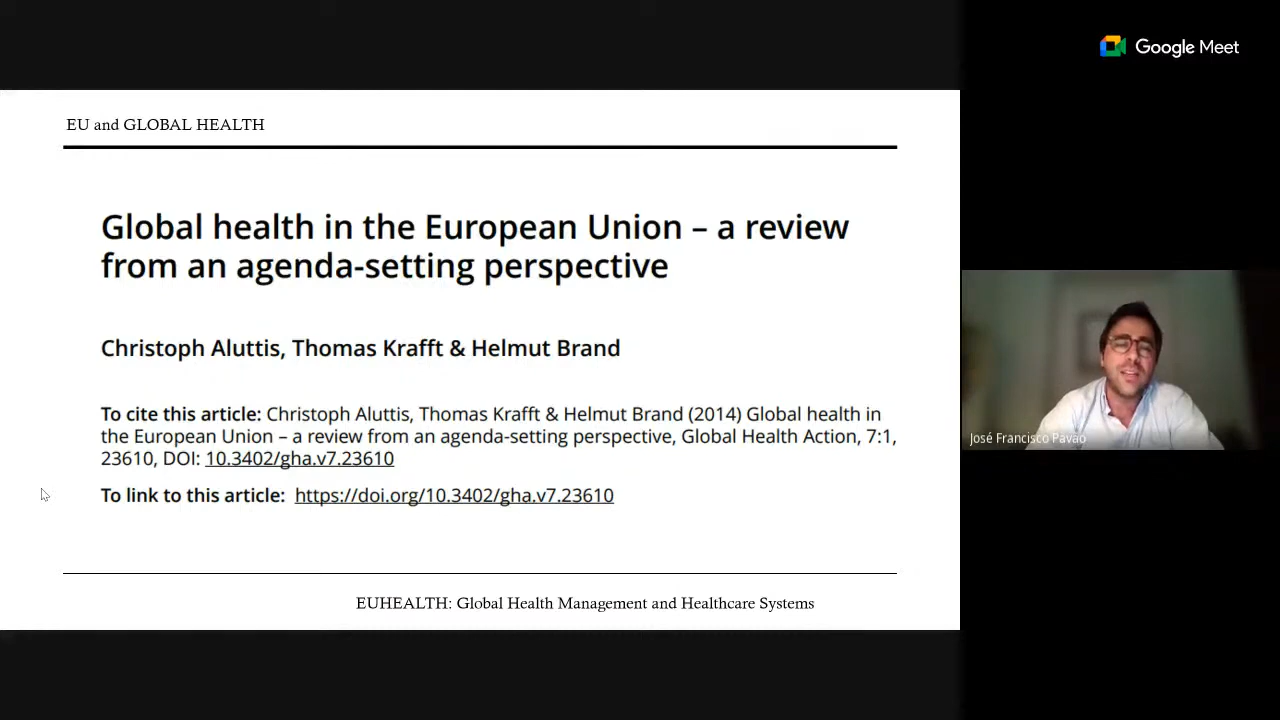 Google Meet
EU and GLOBAL HEALTH
Global health in the European Union – a review
from an agenda-setting perspective
Christoph Aluttis, Thomas Krafft & Helmut Brand
To cite this article: Christoph Aluttis, Thomas Krafft & Helmut Brand (2014) Global health in
the European Union – a review from an agenda-setting perspective, Global Health Action, 7:1,
23610, DOI: 10.3402/gha.v7.23610
To link to this article: https://doi.org/10.3402/gha.v7.23610
EUHEALTH: Global Health Management and Healthcare Systems
José Francisco Pavão